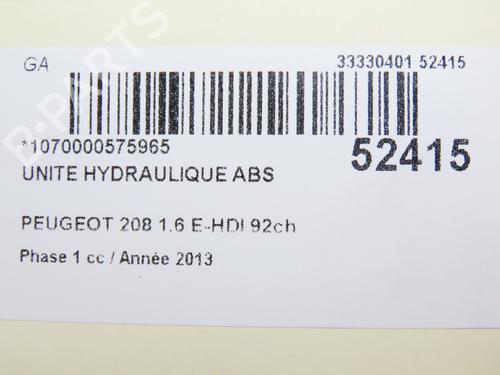 GA 33330401 52415
*1070000575965 52415
UNITE HYDRAULIQUE ABS
PEUGEOT 208 1.6 E-HDI 92ch
Phase 1 cc / Année 2013
B-PARTS